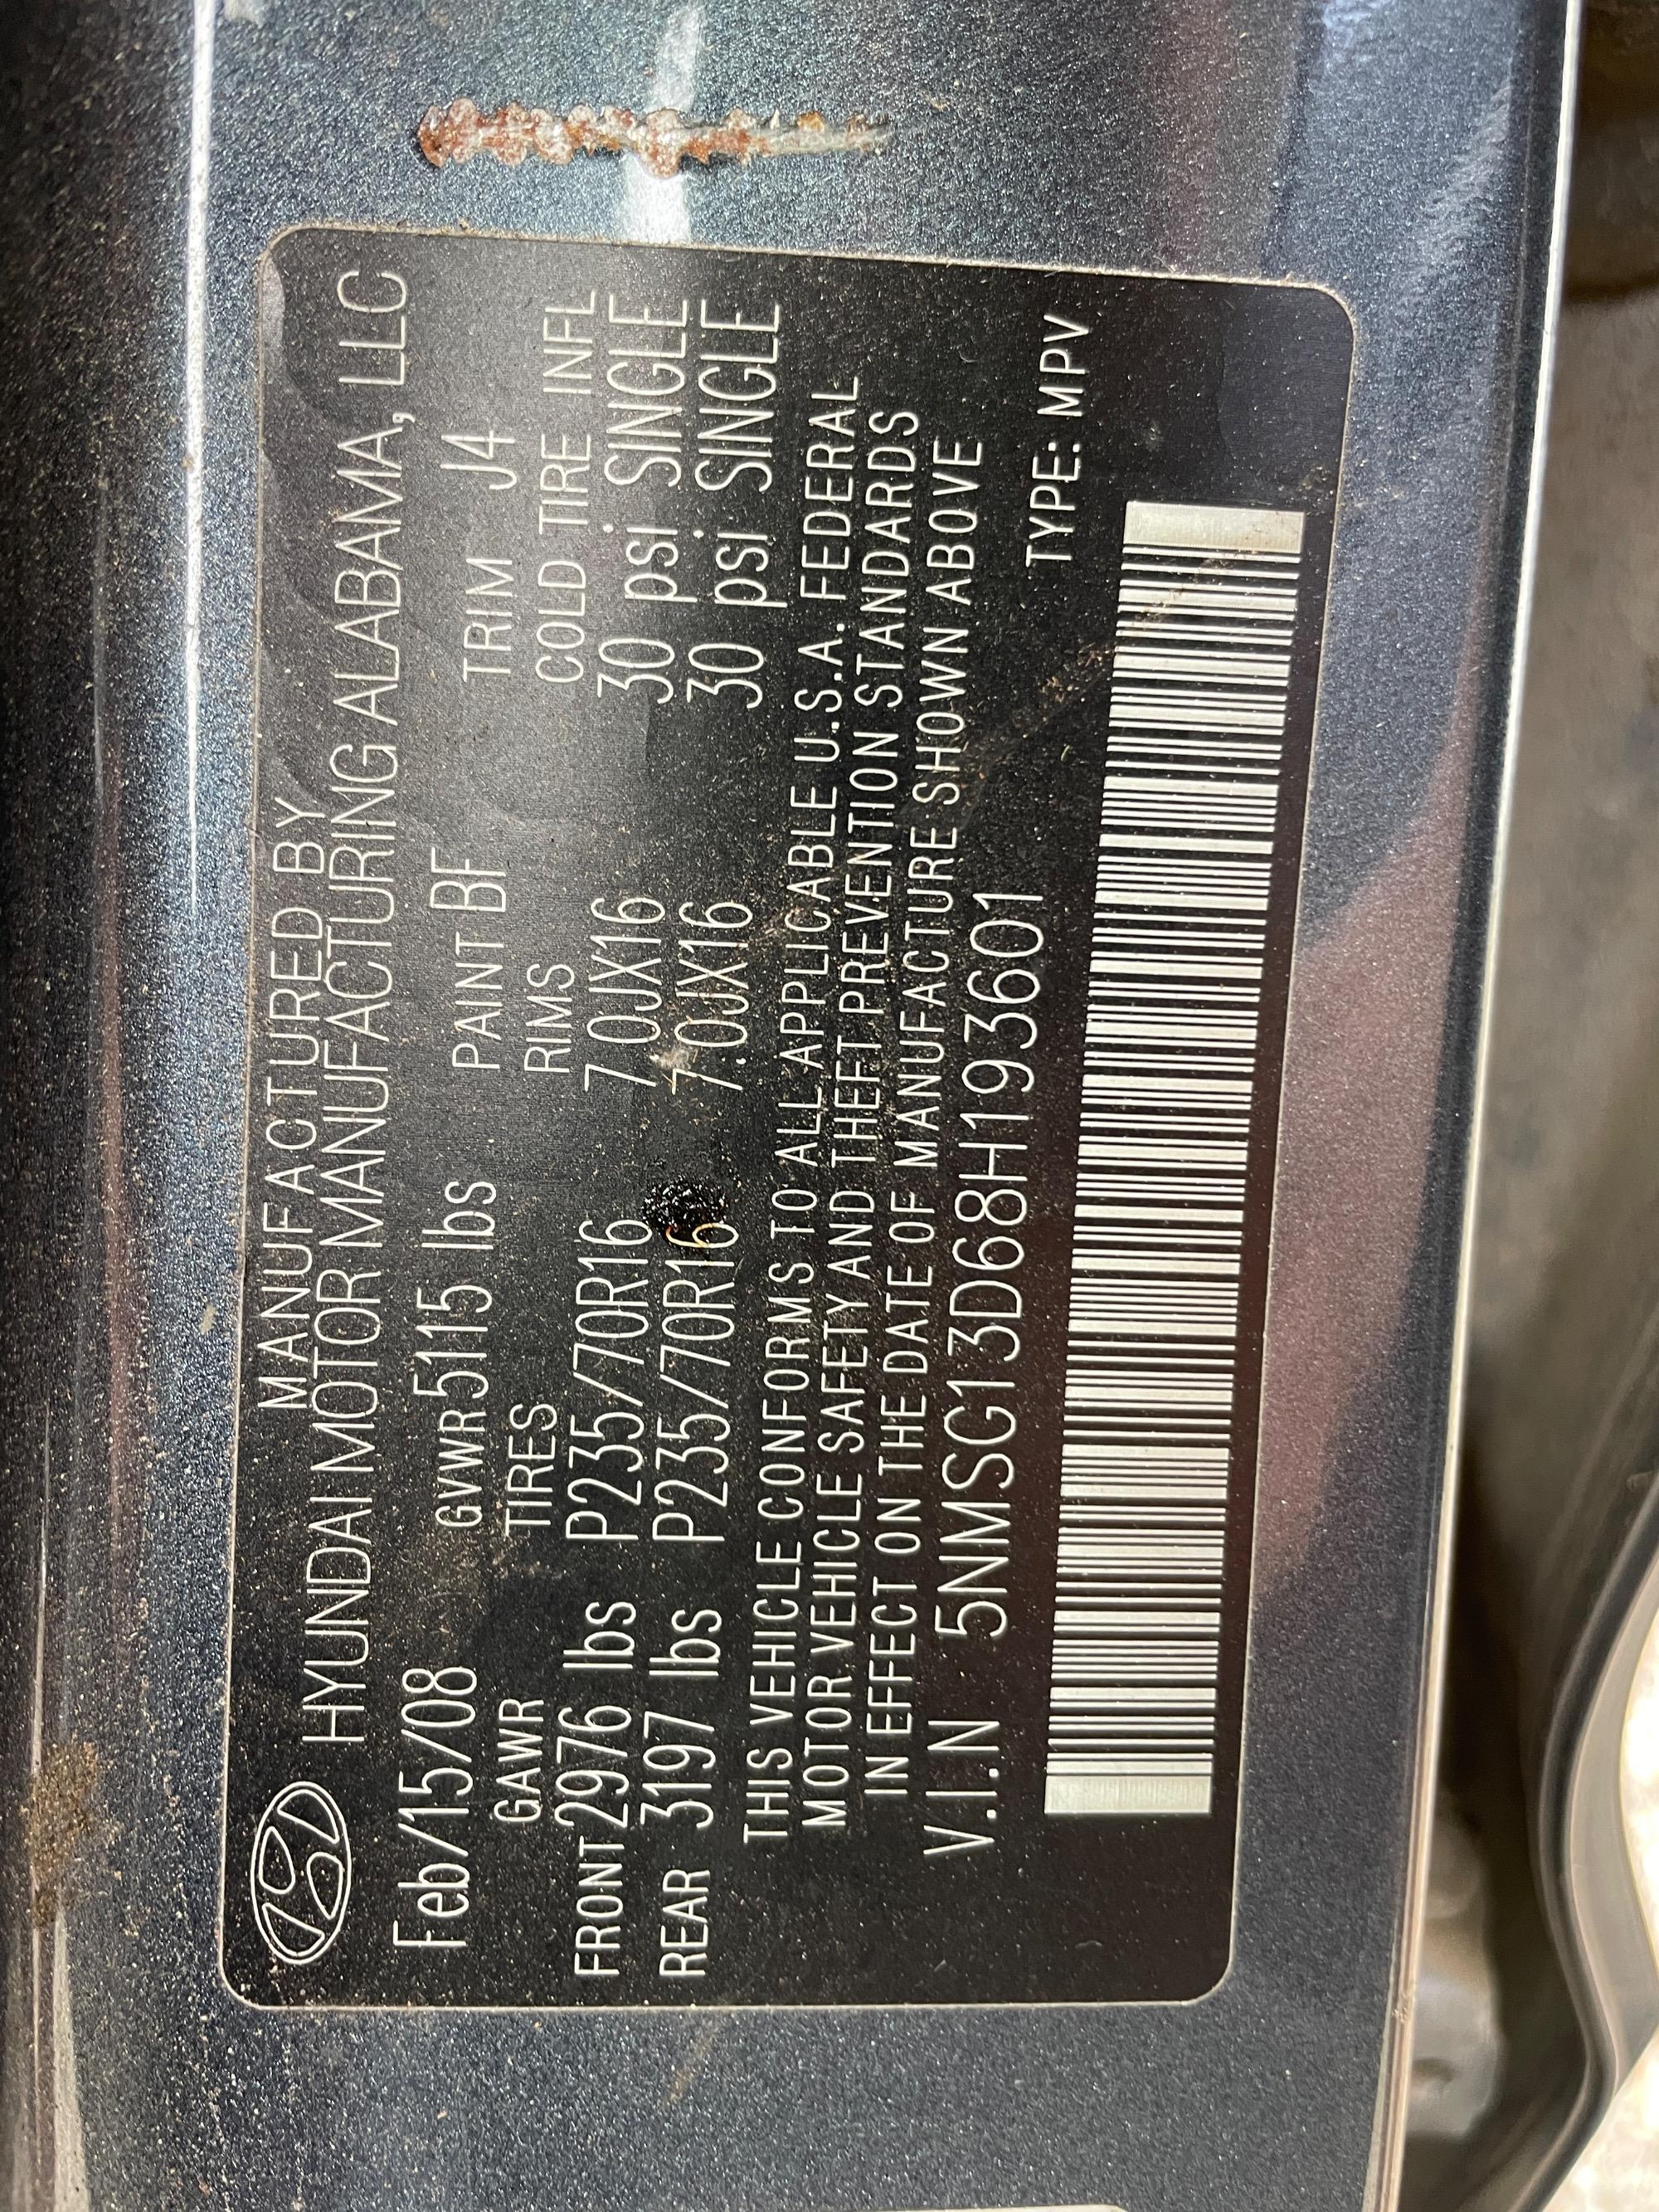 MANUFACTURED BY
HYUNDAI MOTOR MANUFACTURING ALABAMA, LLC
Feb/15/08 GVWR 5115 lbs PAINT BF TRIM J4
GAWR TIRES RIMS COLD TIRE INFL
FRONT 2976 lbs P235/70R16 7.0JX16 30 psi SINGLE
REAR 3197 lbs P235/70R16 7.0JX16 30 psi SINGLE
THIS VEHICLE CONFORMS TO ALL APPLICABLE U.S.A. FEDERAL
MOTOR VEHICLE SAFETY AND THEFT PREVENTION STANDARDS
IN EFFECT ON THE DATE OF MANUFACTURE SHOWN ABOVE
V.I.N 5NMSG13D68H193601 TYPE: MPV